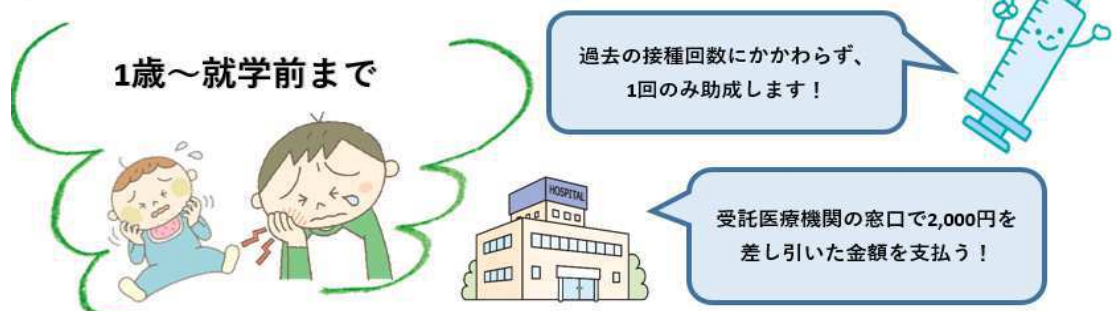 1歳～就学前まで
過去の接種回数にかかわらず、
1回のみ助成します！
HOSPITAL
受託医療機関の窓口で2,000円を
差し引いた金額を支払う！